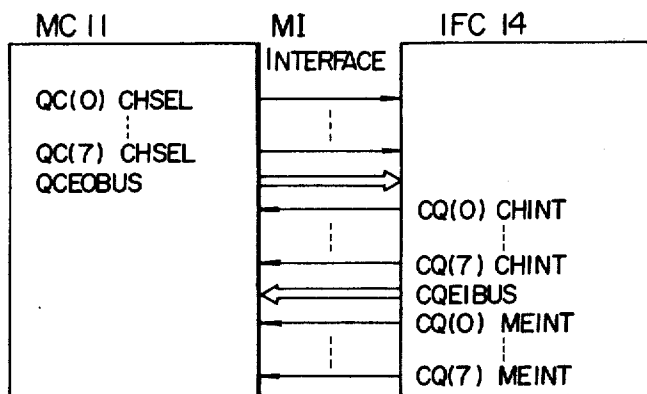 MC 11
MI
IFC 14
INTERFACE
QC(0) CHSEL
QC(7) CHSEL
QCEOBUS
CQ(0) CHINT
CQ(7) CHINT
CQEIBUS
CQ(0) MEINT
CQ(7) MEINT